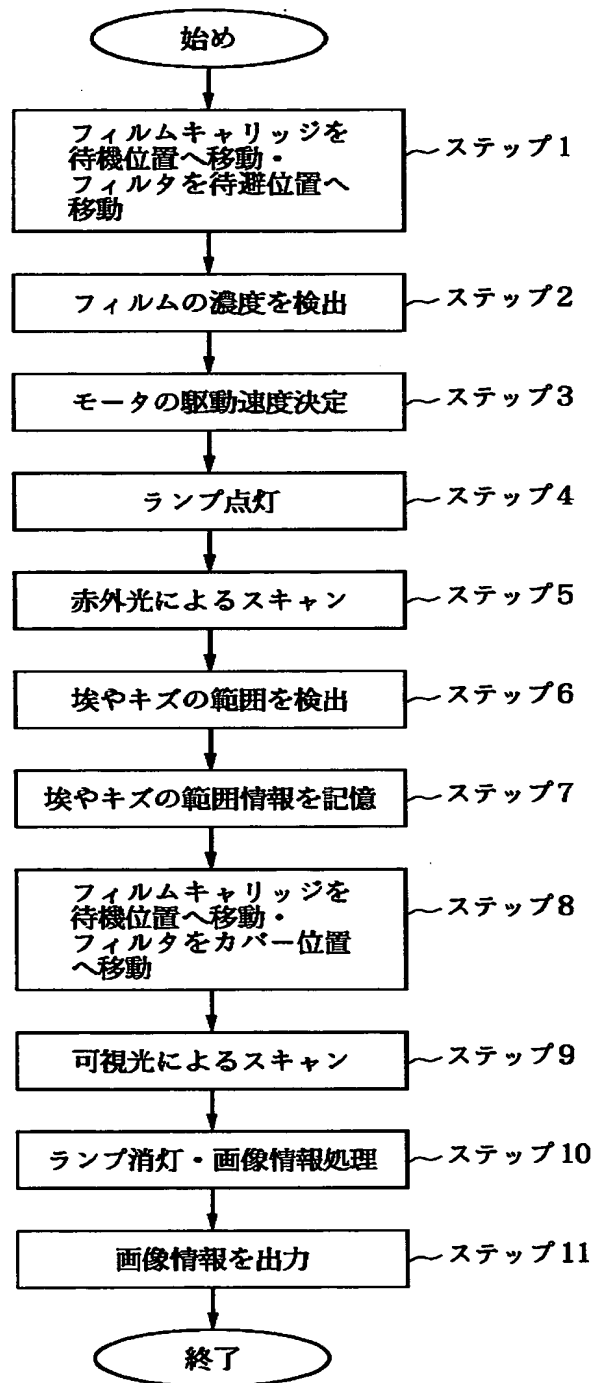 始め
フィルムキャリッジを
待機位置へ移動・
フィルタを待避位置へ
移動
ステップ1
フィルムの濃度を検出
ステップ2
モータの駆動速度決定
ステップ3
ランプ点灯
ステップ4
赤外光によるスキャン
ステップ5
埃やキズの範囲を検出
ステップ6
埃やキズの範囲情報を記憶
ステップ7
フィルムキャリッジを
待機位置へ移動・
フィルタをカバー位置
へ移動
ステップ8
可視光によるスキャン
ステップ9
ランプ消灯・画像情報処理
ステップ10
画像情報を出力
ステップ11
終了